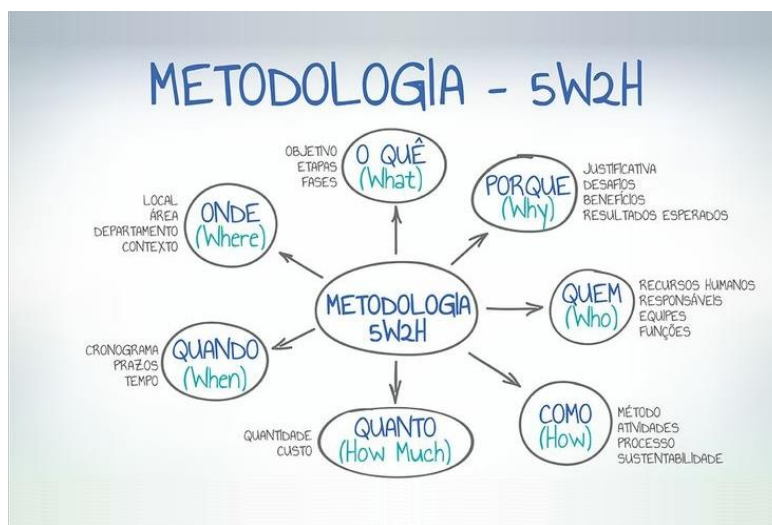 METODOLOGIA - 5W2H
OBJETIVO
ETAPAS
FASES
O QUÊ
(What)
PORQUE
(Why)
JUSTIFICATIVA
DESAFIOS
BENEFÍCIOS
RESULTADOS ESPERADOS
LOCAL
ÁREA
DEPARTAMENTO
CONTEXTO
ONDE
(Where)
METODOLOGIA
5W2H
QUEM
(Who)
RECURSOS HUMANOS
RESPONSÁVEIS
EQUIPES
FUNÇÕES
CRONOGRAMA
PRAZOS
TEMPO
QUANDO
(When)
QUANTIDADE
CUSTO
QUANTO
(How Much)
COMO
(How)
MÉTODO
ATIVIDADES
PROCESSO
SUSTENTABILIDADE